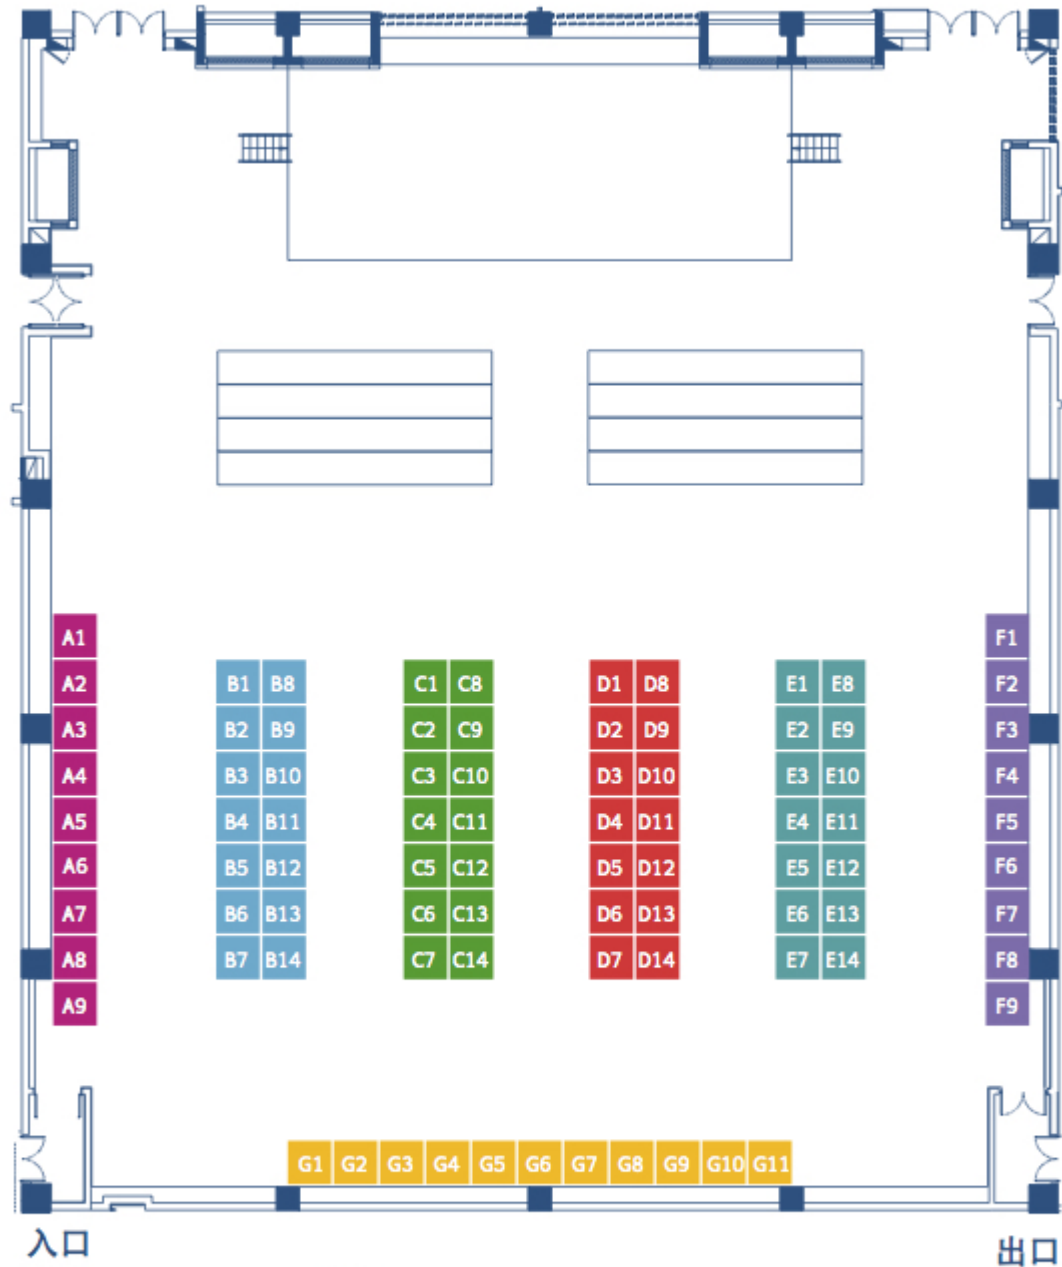 A1 F1
A2 B1 B8 C1 C8 D1 D8 E1 E8 F2
A3 B2 B9 C2 C9 D2 D9 E2 E9 F3
A4 B3 B10 C3 C10 D3 D10 E3 E10 F4
A5 B4 B11 C4 C11 D4 D11 E4 E11 F5
A6 B5 B12 C5 C12 D5 D12 E5 E12 F6
A7 B6 B13 C6 C13 D6 D13 E6 E13 F7
A8 B7 B14 C7 C14 D7 D14 E7 E14 F8
A9 F9
G1 G2 G3 G4 G5 G6 G7 G8 G9 G10 G11
入口 出口